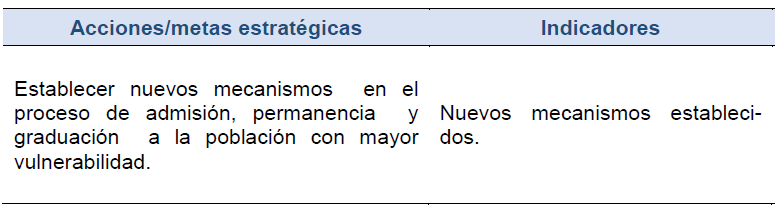 Acciones/metas estratégicas
Indicadores
Establecer nuevos mecanismos en el
proceso de admisión, permanencia y
graduación a la población con mayor
vulnerabilidad.
Nuevos mecanismos estableci-
dos.